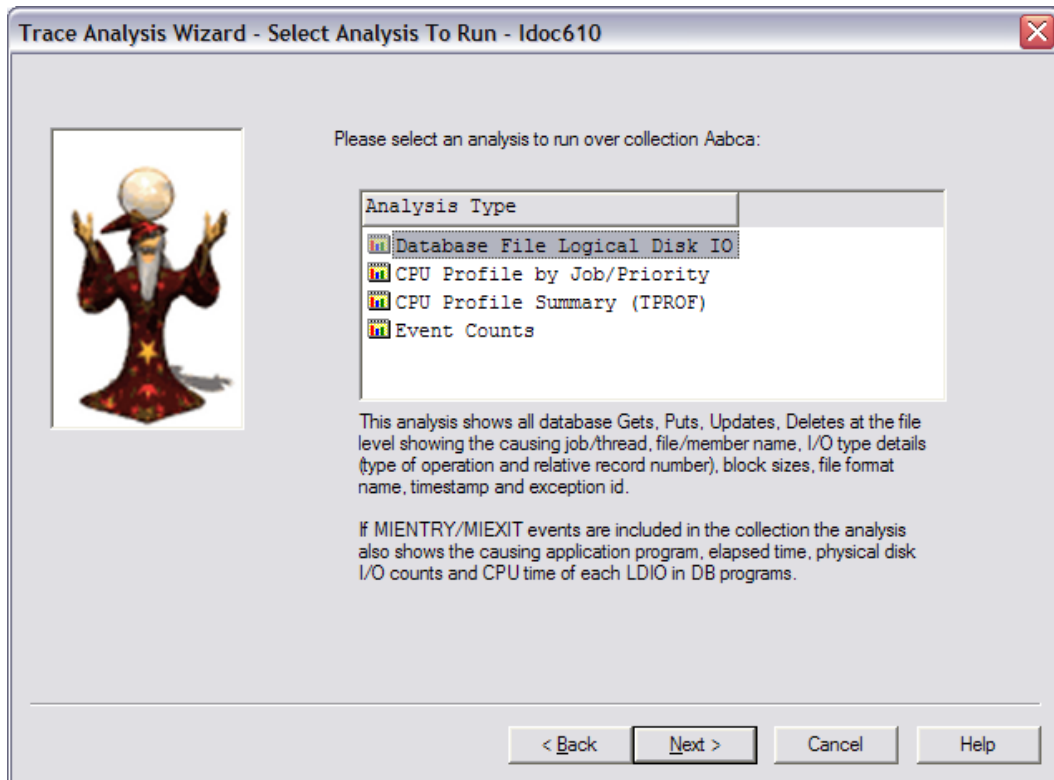 Trace Analysis Wizard - Select Analysis To Run - Idoc610
Please select an analysis to run over collection Aabca:
Analysis Type
Database File Logical Disk IO
CPU Profile by Job/Priority
CPU Profile Summary (TPROF)
Event Counts
This analysis shows all database Gets, Puts, Updates, Deletes at the file
level showing the causing job/thread, file/member name, I/O type details
(type of operation and relative record number), block sizes, file format
name, timestamp and exception id.
If MIENTRY/MIEXIT events are included in the collection the analysis
also shows the causing application program, elapsed time, physical disk
I/O counts and CPU time of each LDIO in DB programs.
< Back Next > Cancel Help